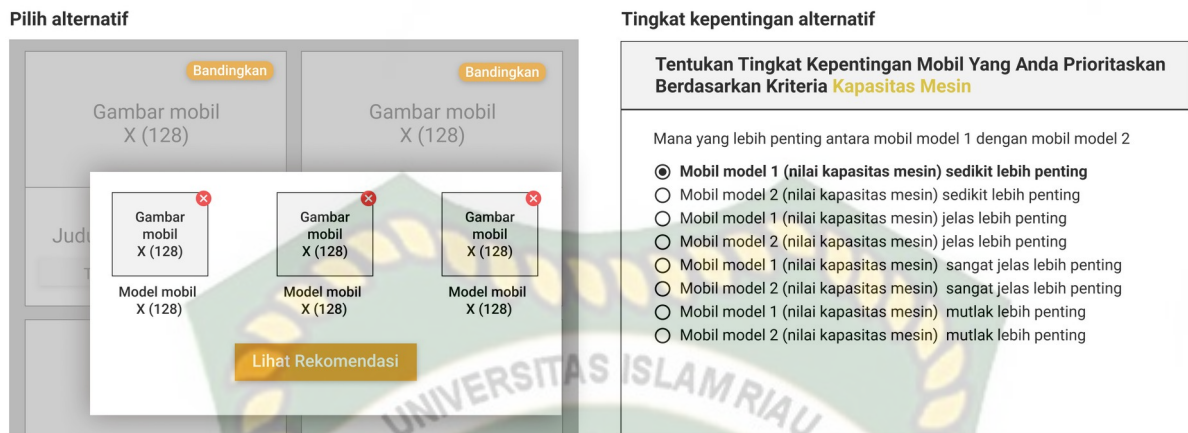 Pilih alternatif
Bandingkan
Bandingkan
Gambar mobil
X (128)
Gambar mobil
X (128)
Gambar
mobil
X (128)
Gambar
mobil
X (128)
Gambar
mobil
X (128)
Model mobil
X (128)
Model mobil
X (128)
Model mobil
X (128)
Lihat Rekomendasi
Tingkat kepentingan alternatif
Tentukan Tingkat Kepentingan Mobil Yang Anda Prioritaskan
Berdasarkan Kriteria Kapasitas Mesin
Mana yang lebih penting antara mobil model 1 dengan mobil model 2
Mobil model 1 (nilai kapasitas mesin) sedikit lebih penting
Mobil model 2 (nilai kapasitas mesin) sedikit lebih penting
Mobil model 1 (nilai kapasitas mesin) jelas lebih penting
Mobil model 2 (nilai kapasitas mesin) jelas lebih penting
Mobil model 1 (nilai kapasitas mesin) sangat jelas lebih penting
Mobil model 2 (nilai kapasitas mesin) sangat jelas lebih penting
Mobil model 1 (nilai kapasitas mesin) mutlak lebih penting
Mobil model 2 (nilai kapasitas mesin) mutlak lebih penting
UNIVERSITAS ISLAM RIAU